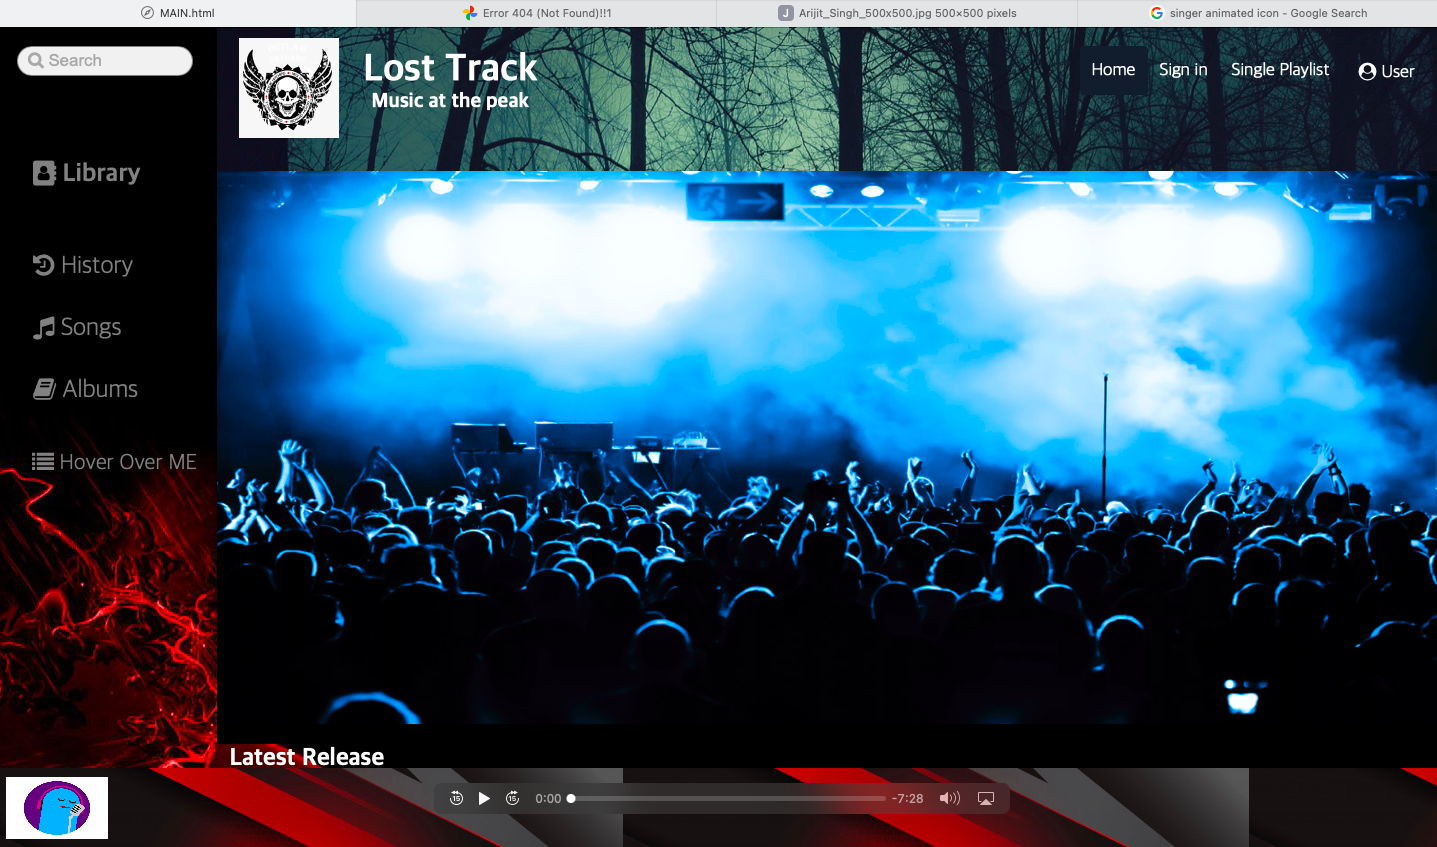 MAIN.html
Error 404 (Not Found)!!1
J Arijit_Singh_500x500.jpg 500×500 pixels
G singer animated icon - Google Search
Search
Lost Track
Music at the peak
Home Sign in Single Playlist User
Library
History
Songs
Albums
Hover Over ME
Latest Release
15 15 0:00 -7:28